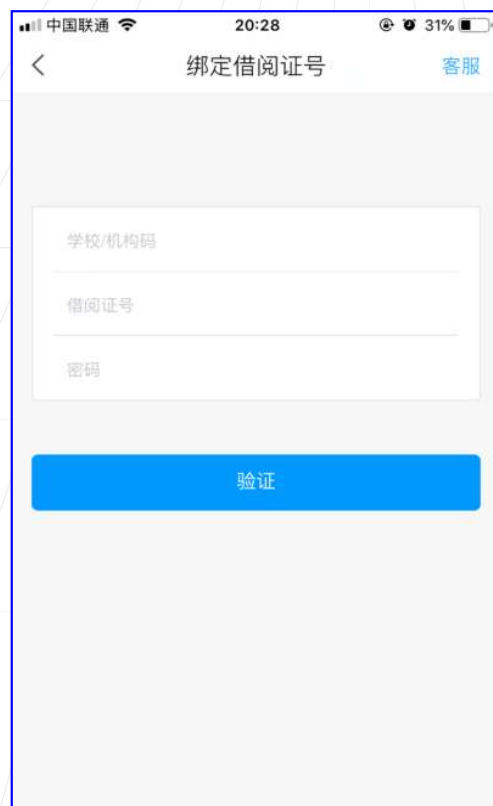 中国联通 20:28 31%
绑定借阅证号 客服
学校/机构码
借阅证号
密码
验证